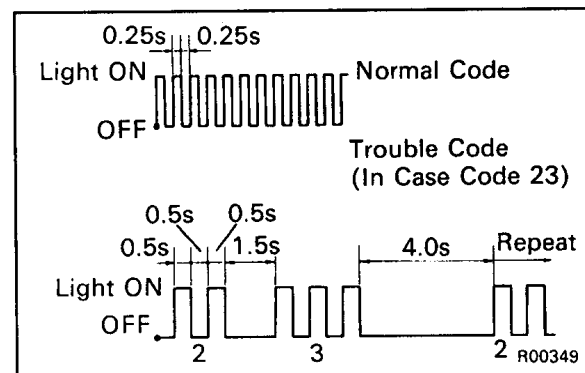 0.25s 0.25s
Light ON
Normal Code
OFF
Trouble Code
(In Case Code 23)
0.5s 0.5s
0.5s 1.5s 4.0s Repeat
Light ON
OFF
2 3 2 R00349